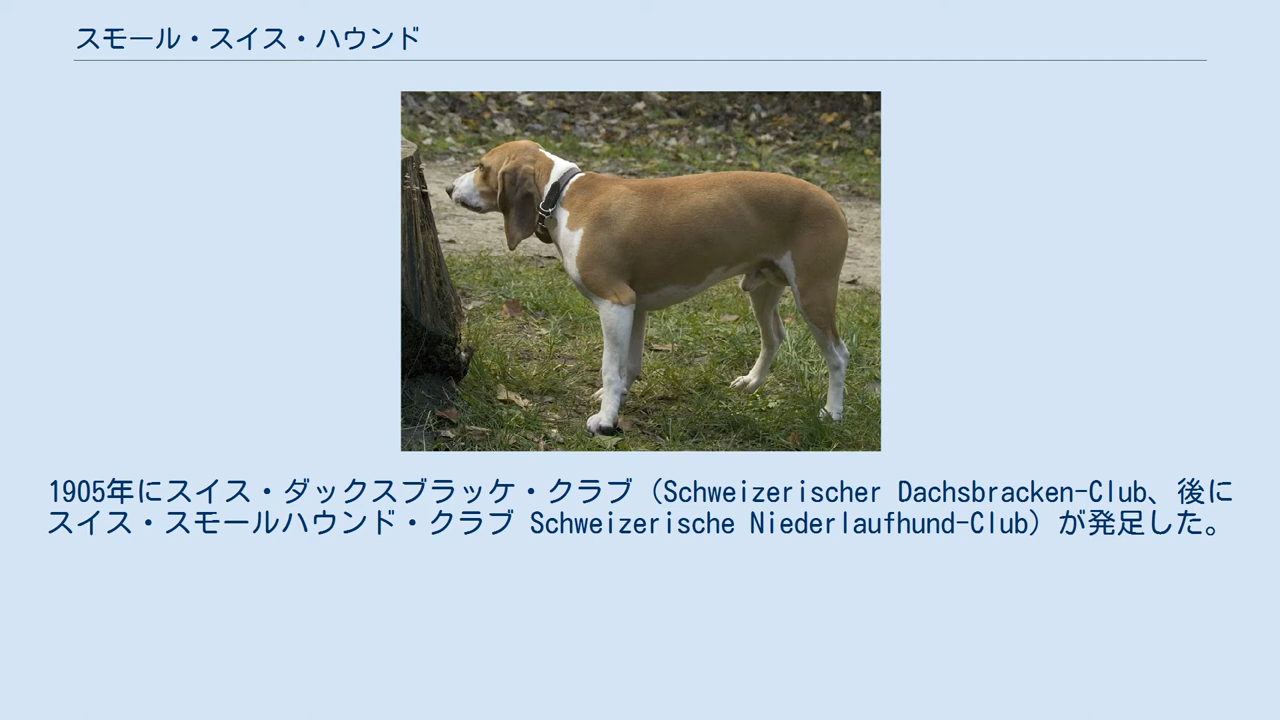 スモール・スイス・ハウンド
1905年にスイス・ダックスブラッケ・クラブ（Schweizerischer Dachsbracken-Club、後に
スイス・スモールハウンド・クラブ Schweizerische Niederlaufhund-Club）が発足した。